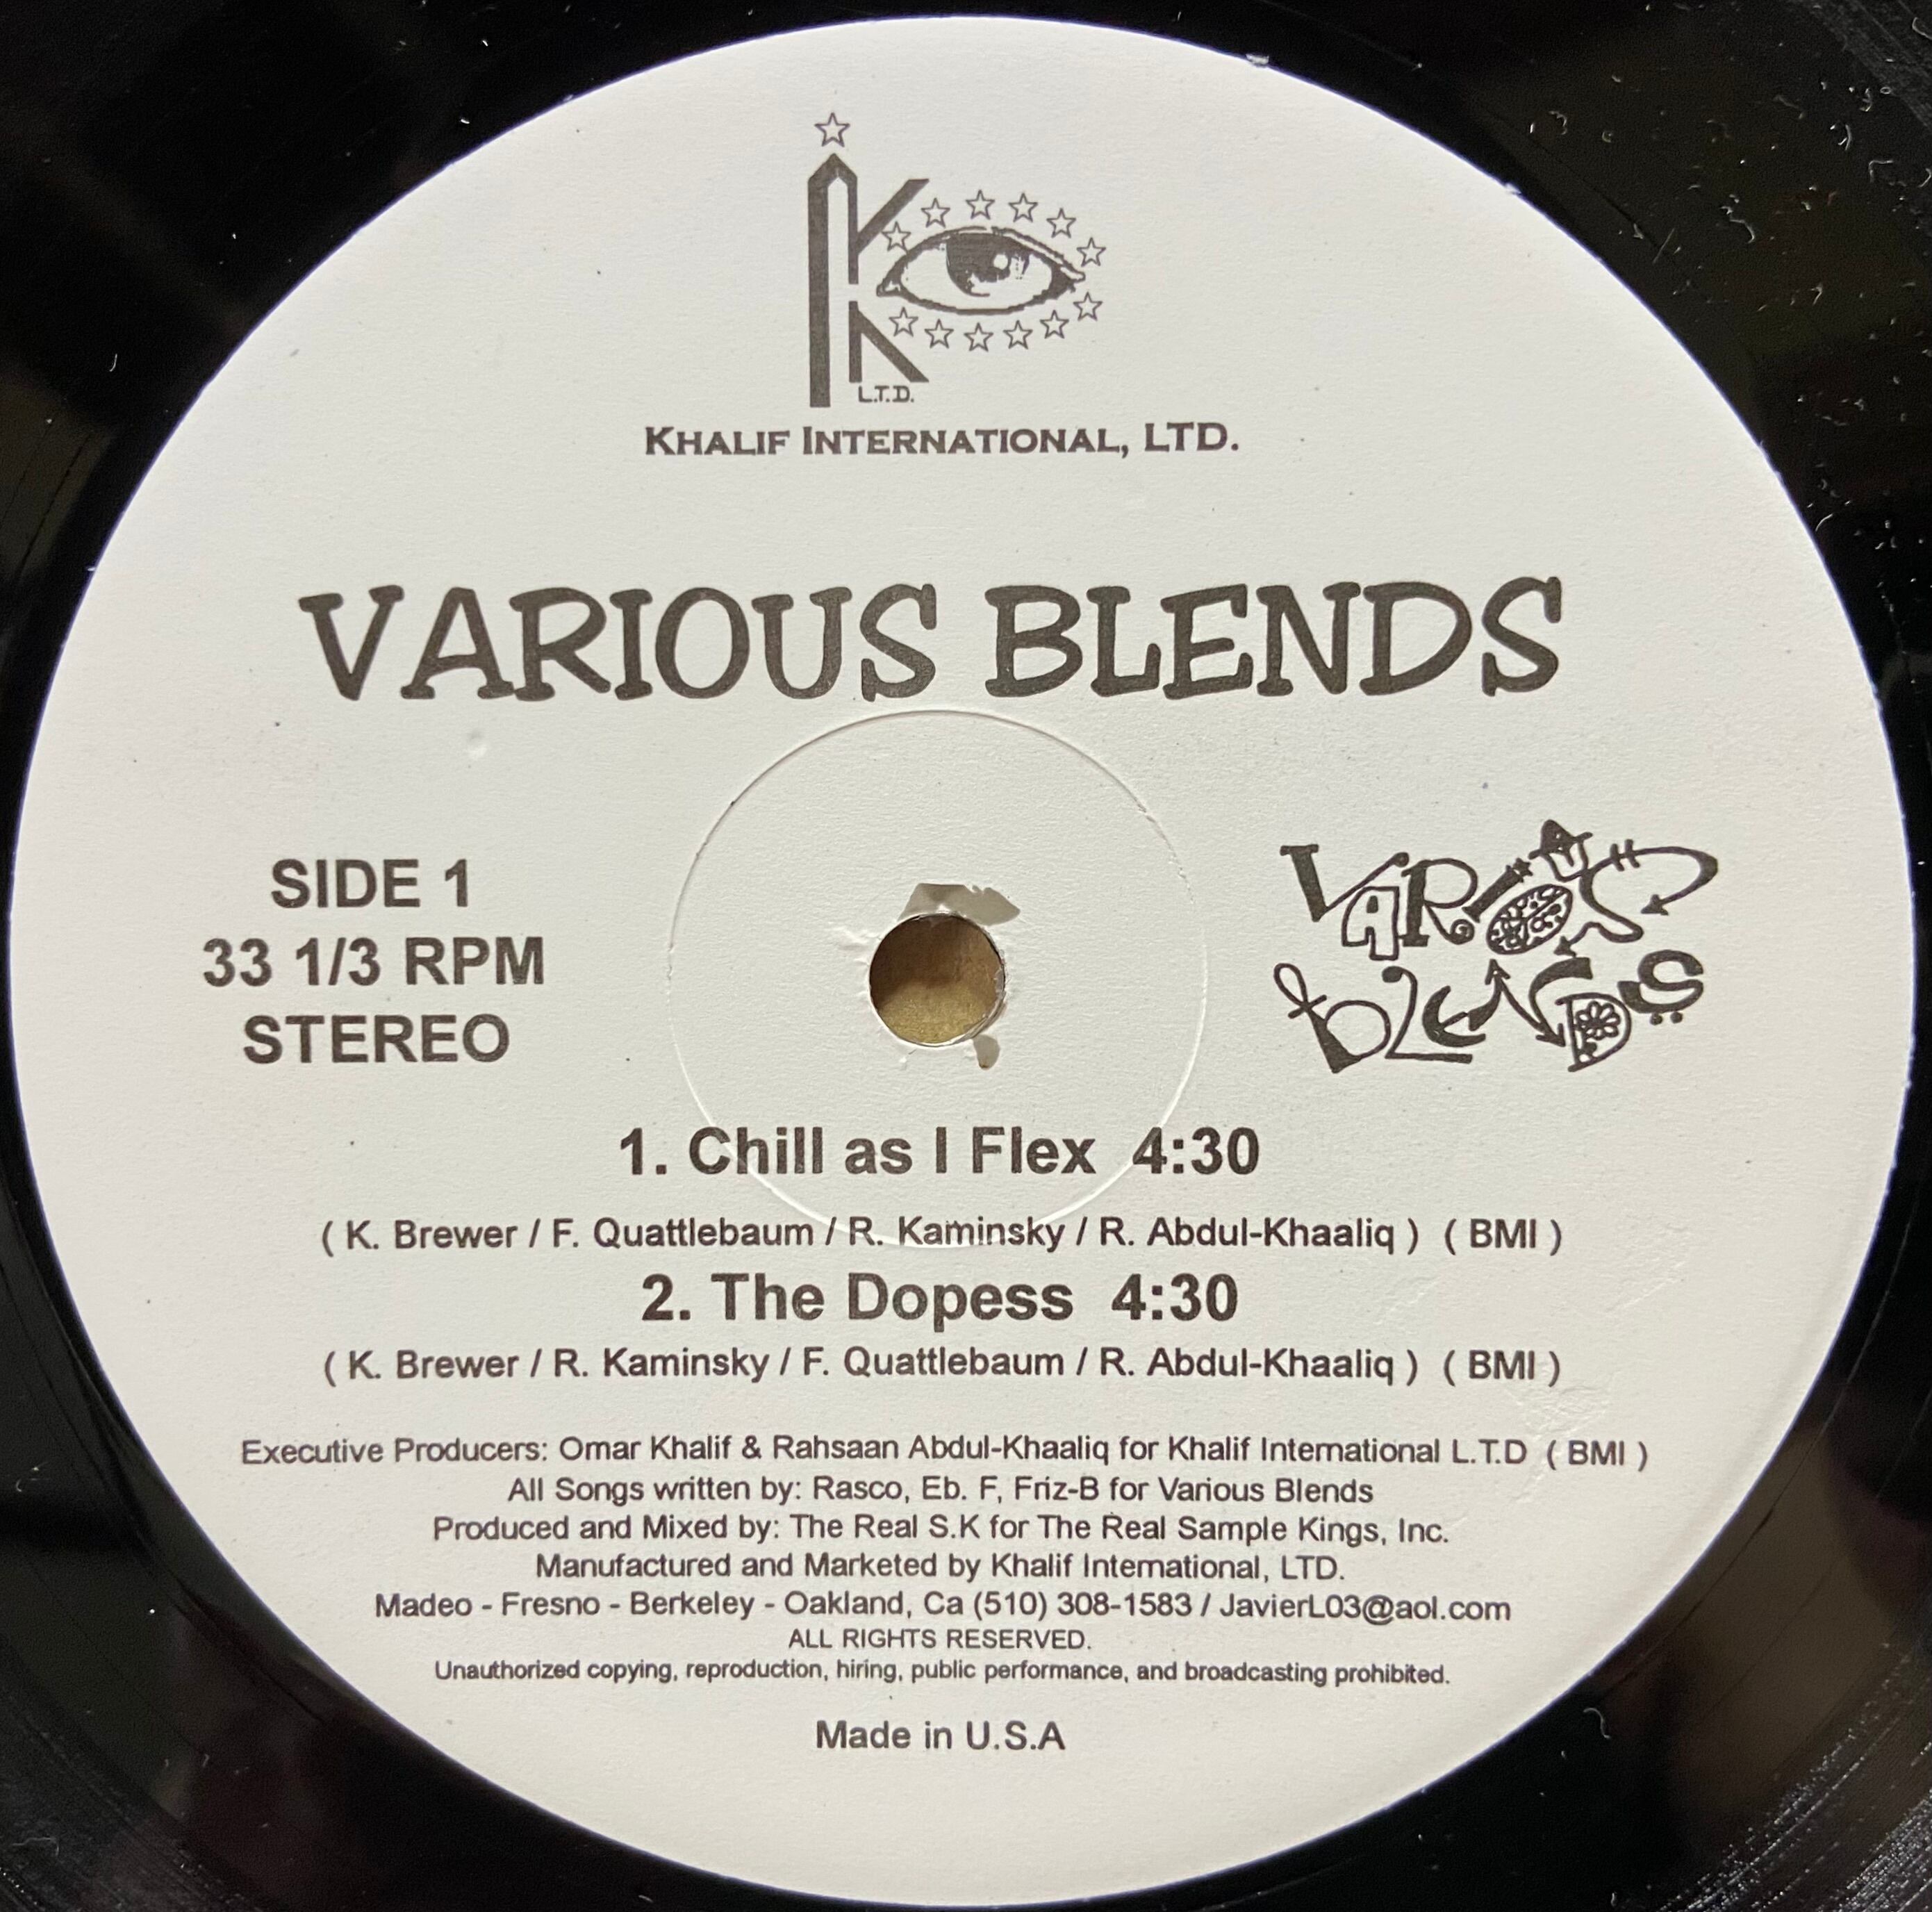 K
L.T.D.
KHALIF INTERNATIONAL, LTD.
VARIOUS BLENDS
SIDE 1
33 1/3 RPM
STEREO
VARIOUS
BLENDS
1. Chill as I Flex 4:30
( K. Brewer / F. Quattlebaum / R. Kaminsky / R. Abdul-Khaaliq ) ( BMI )
2. The Dopess 4:30
( K. Brewer / R. Kaminsky / F. Quattlebaum / R. Abdul-Khaaliq ) ( BMI )
Executive Producers: Omar Khalif & Rahsaan Abdul-Khaaliq for Khalif International L.T.D ( BMI )
All Songs written by: Rasco, Eb. F, Friz-B for Various Blends
Produced and Mixed by: The Real S.K for The Real Sample Kings, Inc.
Manufactured and Marketed by Khalif International, LTD.
Madeo - Fresno - Berkeley - Oakland, Ca (510) 308-1583 / JavierL03@aol.com
ALL RIGHTS RESERVED.
Unauthorized copying, reproduction, hiring, public performance, and broadcasting prohibited.
Made in U.S.A